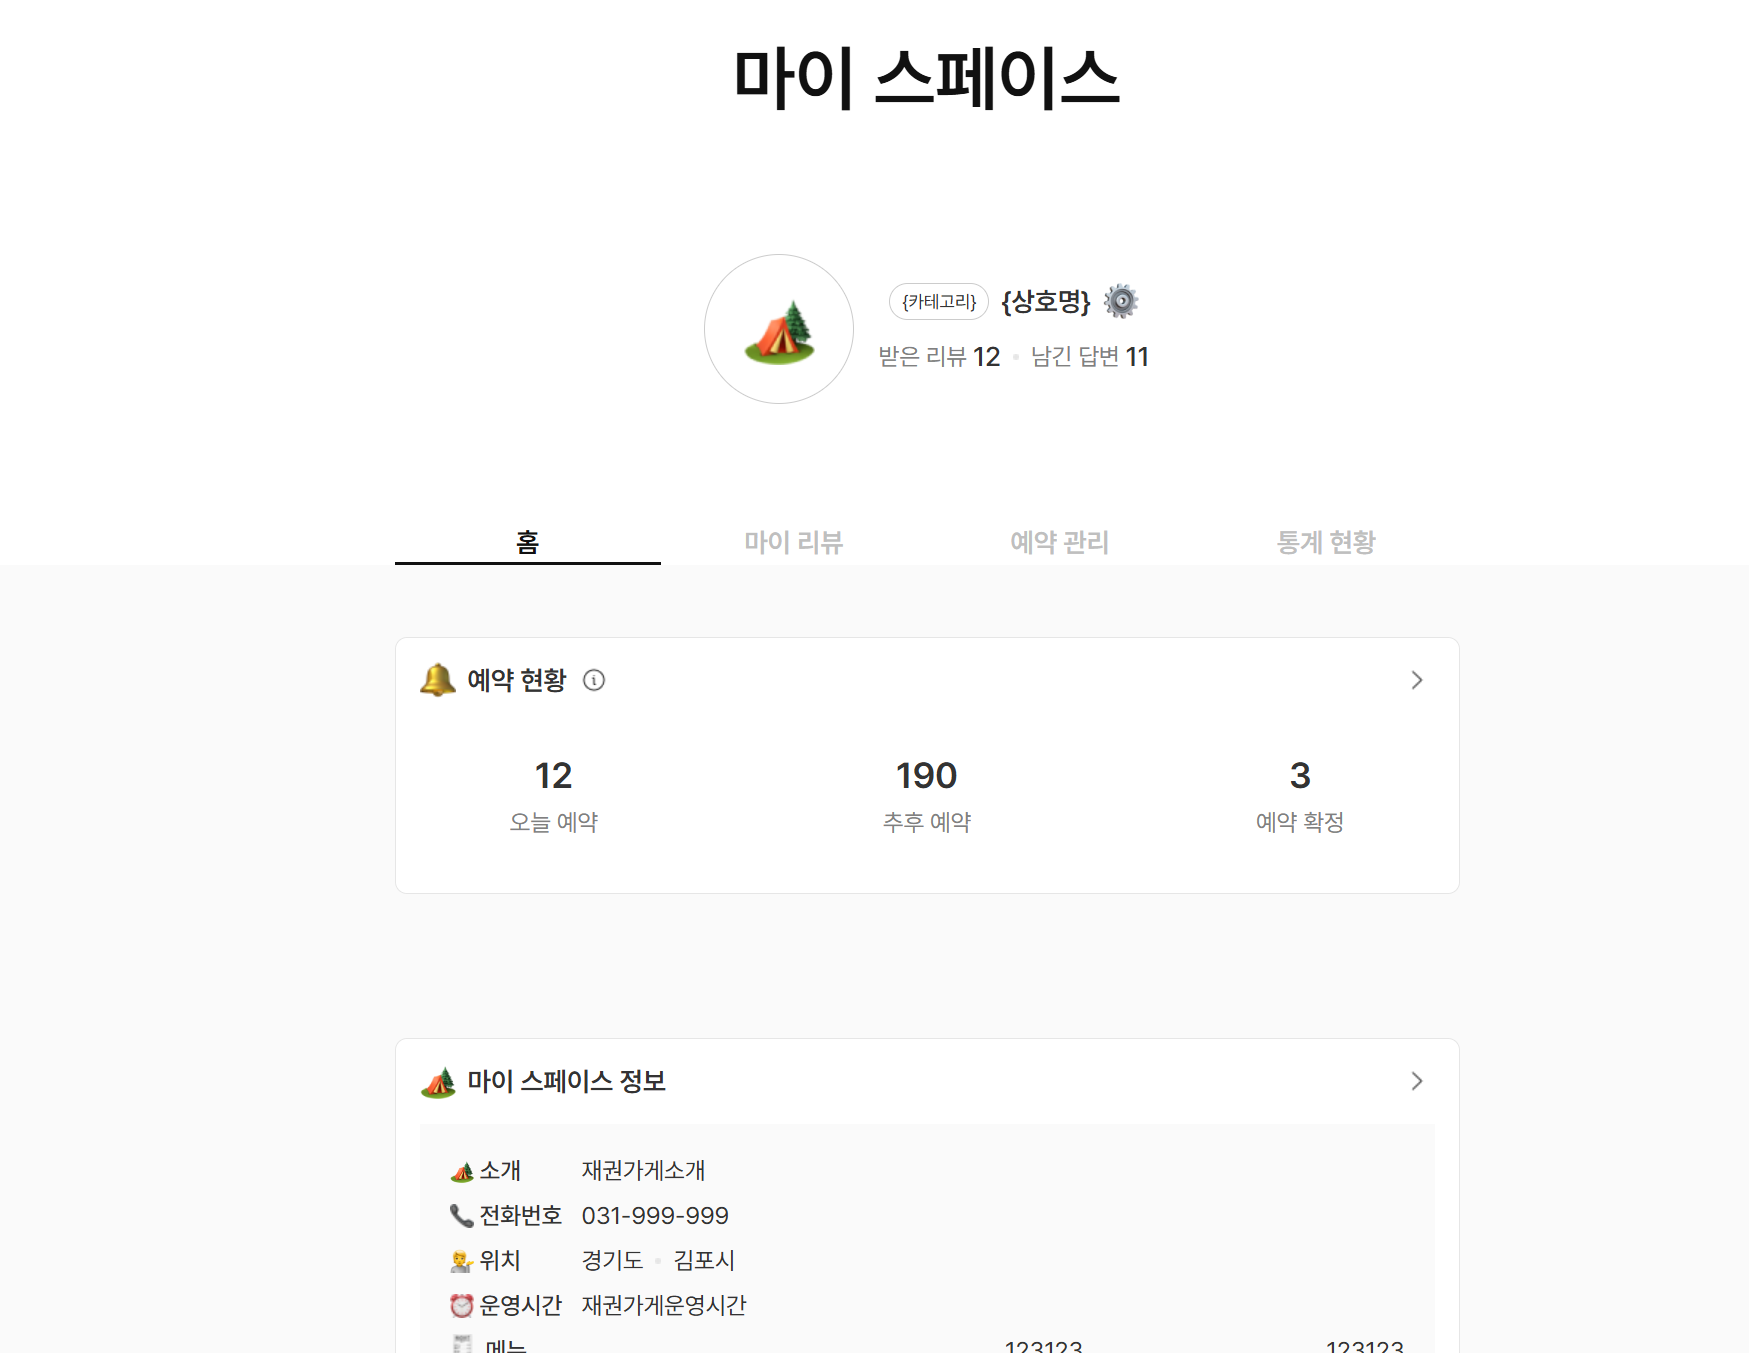 마이 스페이스
{카테고리} {상호명}
받은 리뷰 12 • 남긴 답변 11
홈 마이 리뷰 예약 관리 통계 현황
예약 현황
12 190 3
오늘 예약 추후 예약 예약 확정
마이 스페이스 정보
소개 재권가게소개
전화번호 031-999-999
위치 경기도 • 김포시
운영시간 재권가게운영시간
메뉴 123123 123123